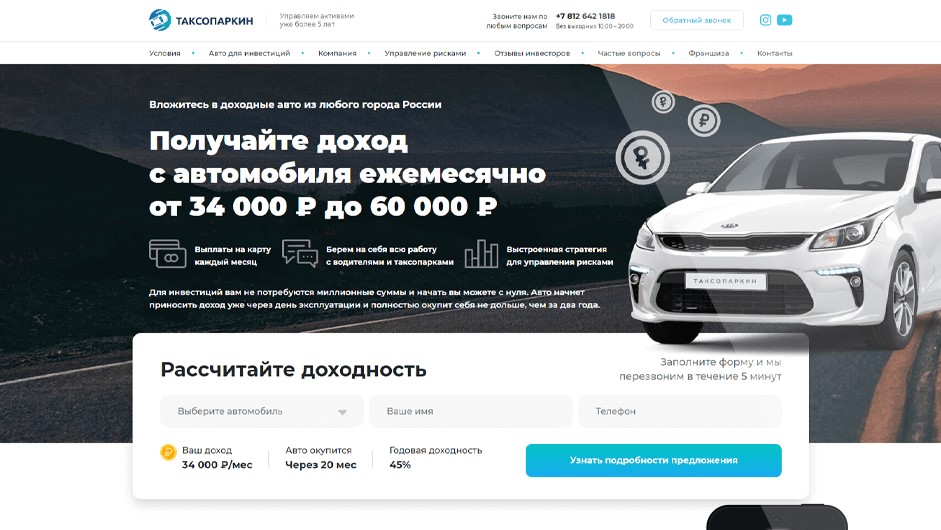 ТАКСОПАРКИН
Управляем активами
уже более 5 лет
Звоните нам по
любым вопросам
+7 812 642 1818
Без выходных 10:00 - 20:00
Обратный звонок
Условия
Авто для инвестиций
Компания
Управление рисками
Отзывы инвесторов
Частые вопросы
Франшиза
Контакты
Вложитесь в доходные авто из любого города России
Получайте доход
с автомобиля ежемесячно
от 34 000 ₽ до 60 000 ₽
Выплаты на карту
каждый месяц
Берем на себя всю работу
с водителями и таксопарками
Выстроенная стратегия
для управления рисками
Для инвестиций вам не потребуются миллионные суммы и начать вы можете с нуля. Авто начнет
приносить доход уже через день эксплуатации и полностью окупит себя не дольше, чем за два года.
KIA
ТАКСОПАРКИН
Рассчитайте доходность
Заполните форму и мы
перезвоним в течение 5 минут
Выберите автомобиль
Ваше имя
Телефон
Ваш доход
34 000 ₽/мес
Авто окупится
Через 20 мес
Годовая доходность
45%
Узнать подробности предложения